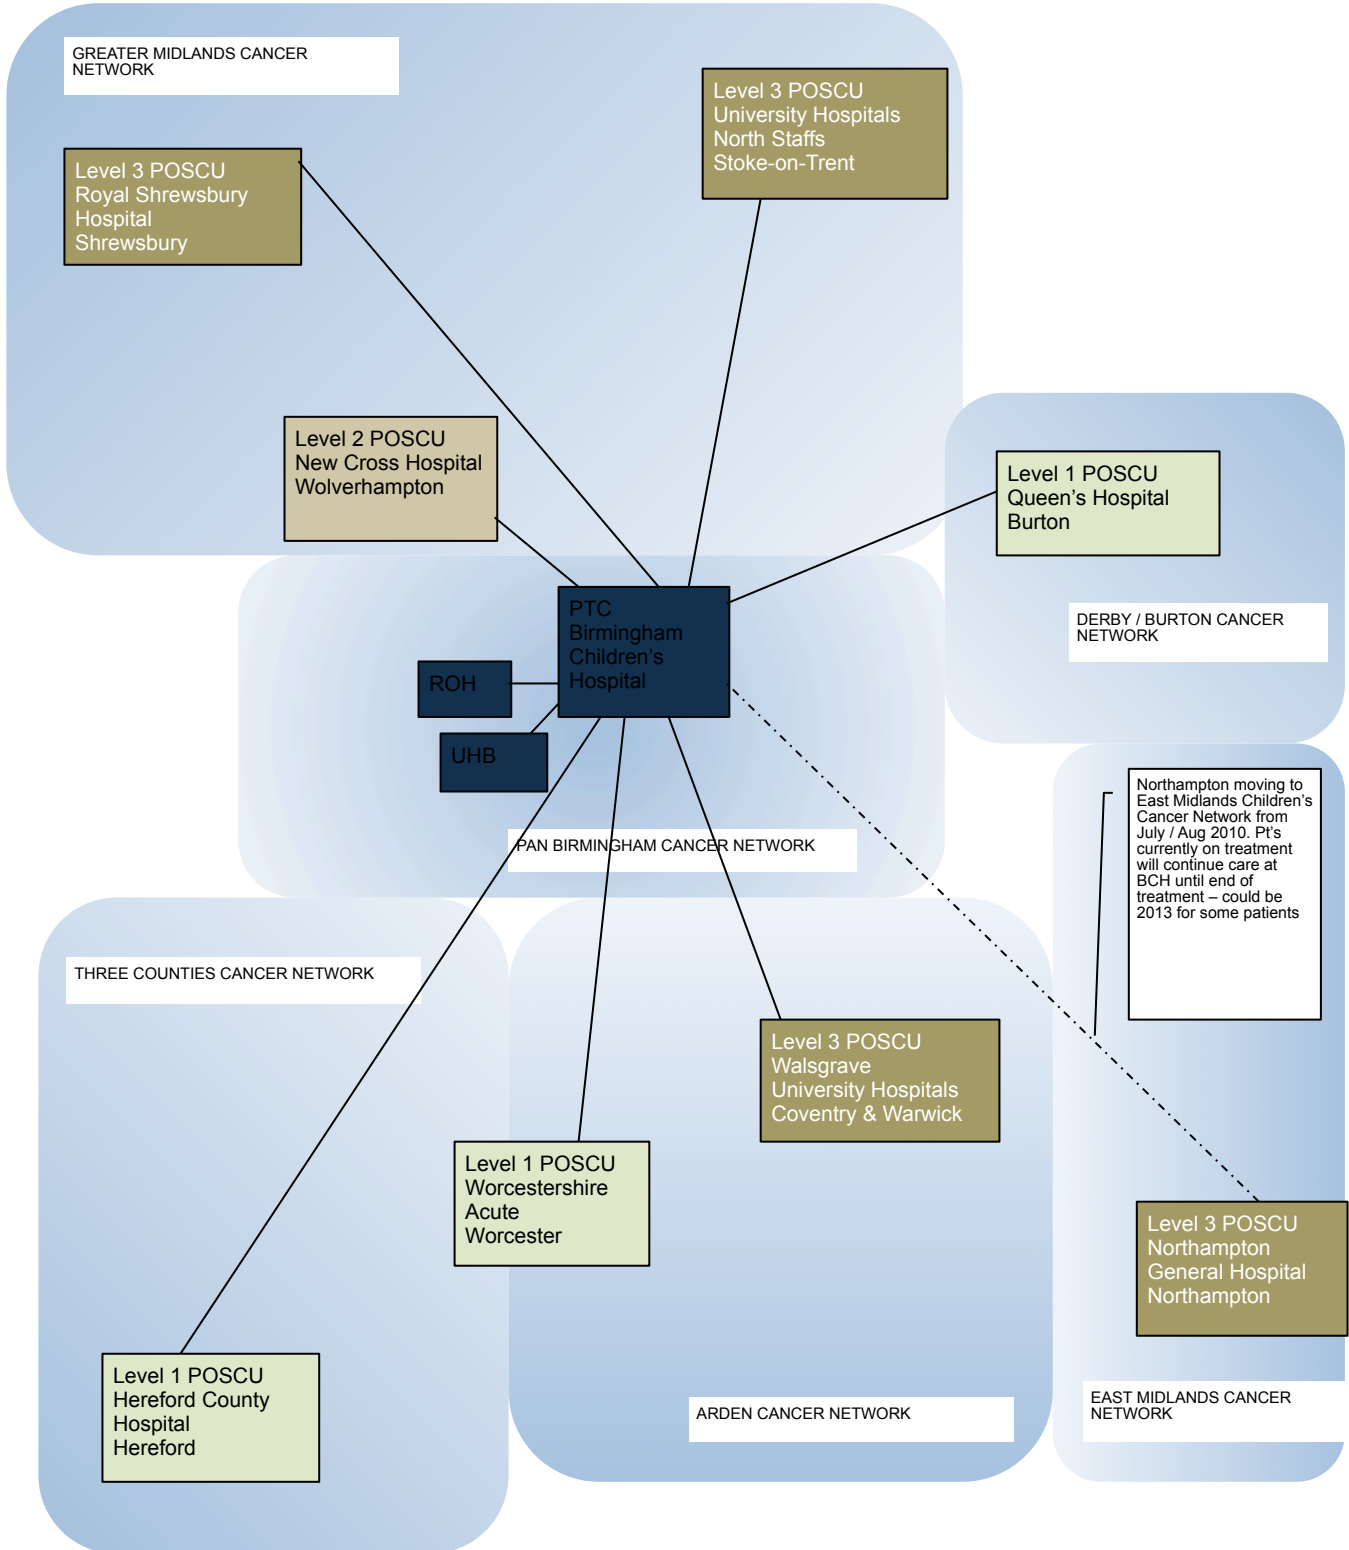 GREATER MIDLANDS CANCER
NETWORK
Level 3 POSCU
University Hospitals
North Staffs
Stoke-on-Trent
Level 3 POSCU
Royal Shrewsbury
Hospital
Shrewsbury
Level 2 POSCU
New Cross Hospital
Wolverhampton
Level 1 POSCU
Queen’s Hospital
Burton
DERBY / BURTON CANCER
NETWORK
PTC
Birmingham
Children’s
Hospital
ROH
UHB
PAN BIRMINGHAM CANCER NETWORK
Northampton moving to
East Midlands Children’s
Cancer Network from
July / Aug 2010. Pt’s
currently on treatment
will continue care at
BCH until end of
treatment – could be
2013 for some patients
THREE COUNTIES CANCER NETWORK
Level 3 POSCU
Walsgrave
University Hospitals
Coventry & Warwick
Level 1 POSCU
Worcestershire
Acute
Worcester
Level 3 POSCU
Northampton
General Hospital
Northampton
Level 1 POSCU
Hereford County
Hospital
Hereford
ARDEN CANCER NETWORK
EAST MIDLANDS CANCER
NETWORK